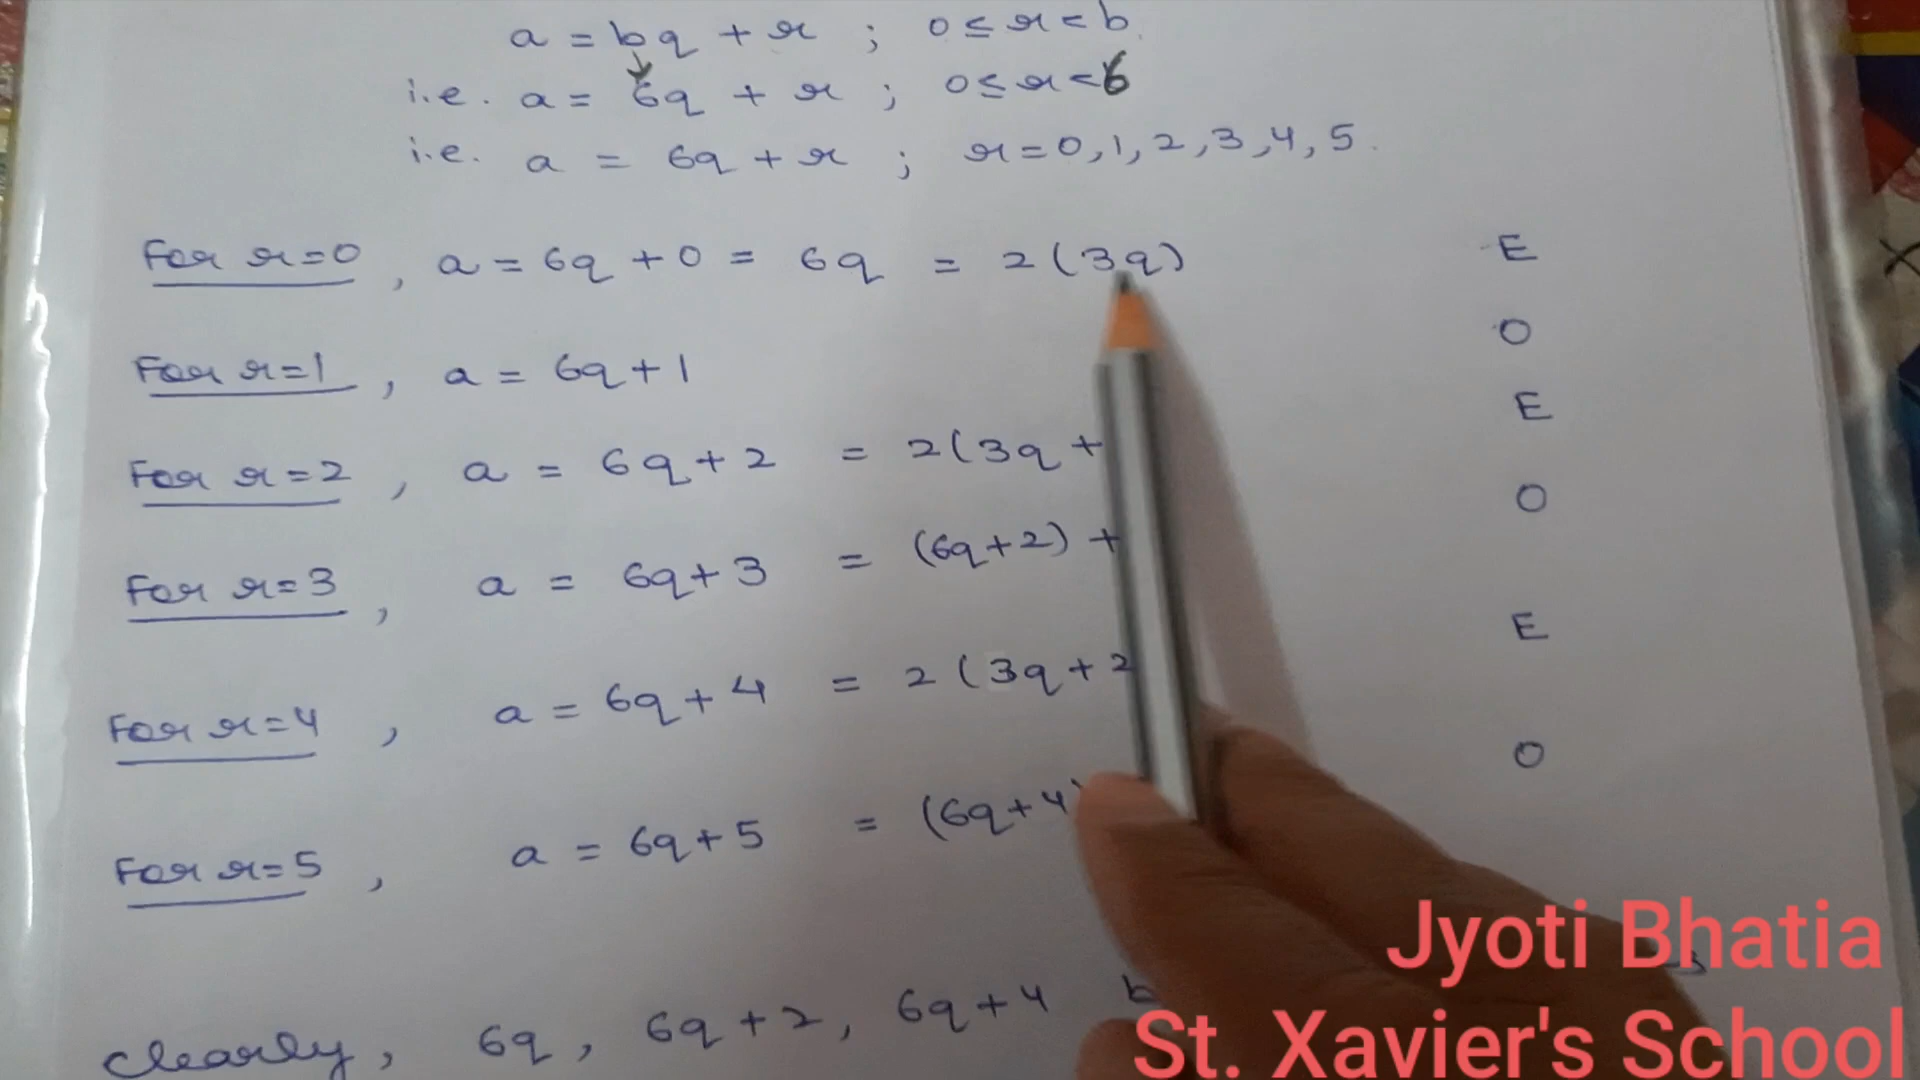 a = bq + r ; 0 ≤ r < b
i.e. a = 6q + r ; 0 ≤ r < 6
i.e. a = 6q + r ; r = 0, 1, 2, 3, 4, 5.
For r=0, a = 6q + 0 = 6q = 2(3q) E
For r=1, a = 6q+1 O
For r=2, a = 6q+2 = 2(3q + E
For r=3, a = 6q+3 = (6q+2) + O
For r=4, a = 6q+4 = 2(3q+2 E
For r=5, a = 6q+5 = (6q+4) O
Clearly, 6q, 6q+2, 6q+4
Jyoti Bhatia
St. Xavier's School